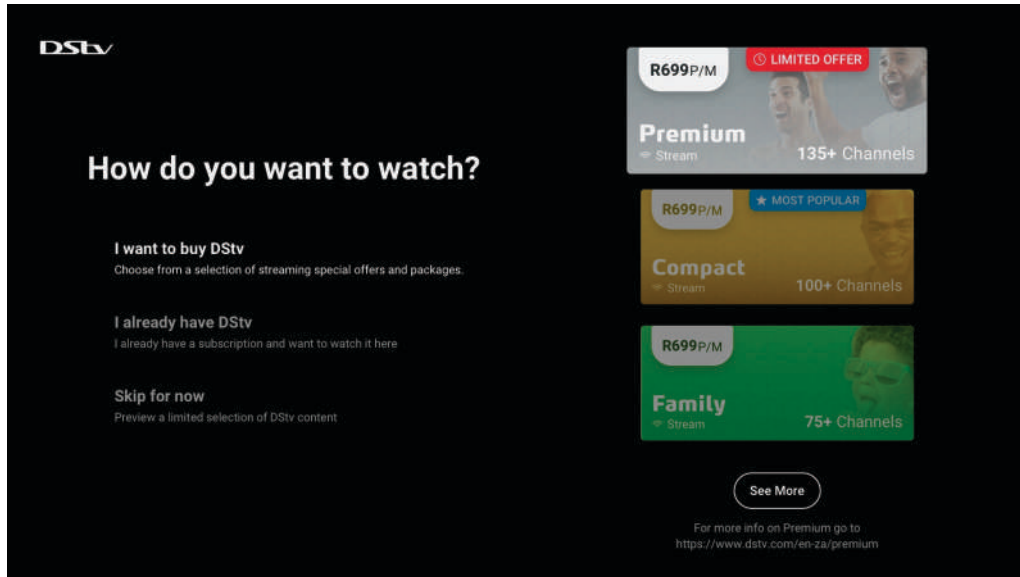 DStv
How do you want to watch?
I want to buy DStv
Choose from a selection of streaming special offers and packages.
I already have DStv
I already have a subscription and want to watch it here
Skip for now
Preview a limited selection of DStv content
R699P/M
LIMITED OFFER
Premium
Stream
135+ Channels
R699P/M
MOST POPULAR
Compact
Stream
100+ Channels
R699P/M
Family
Stream
75+ Channels
See More
For more info on Premium go to
https://www.dstv.com/en-za/premium